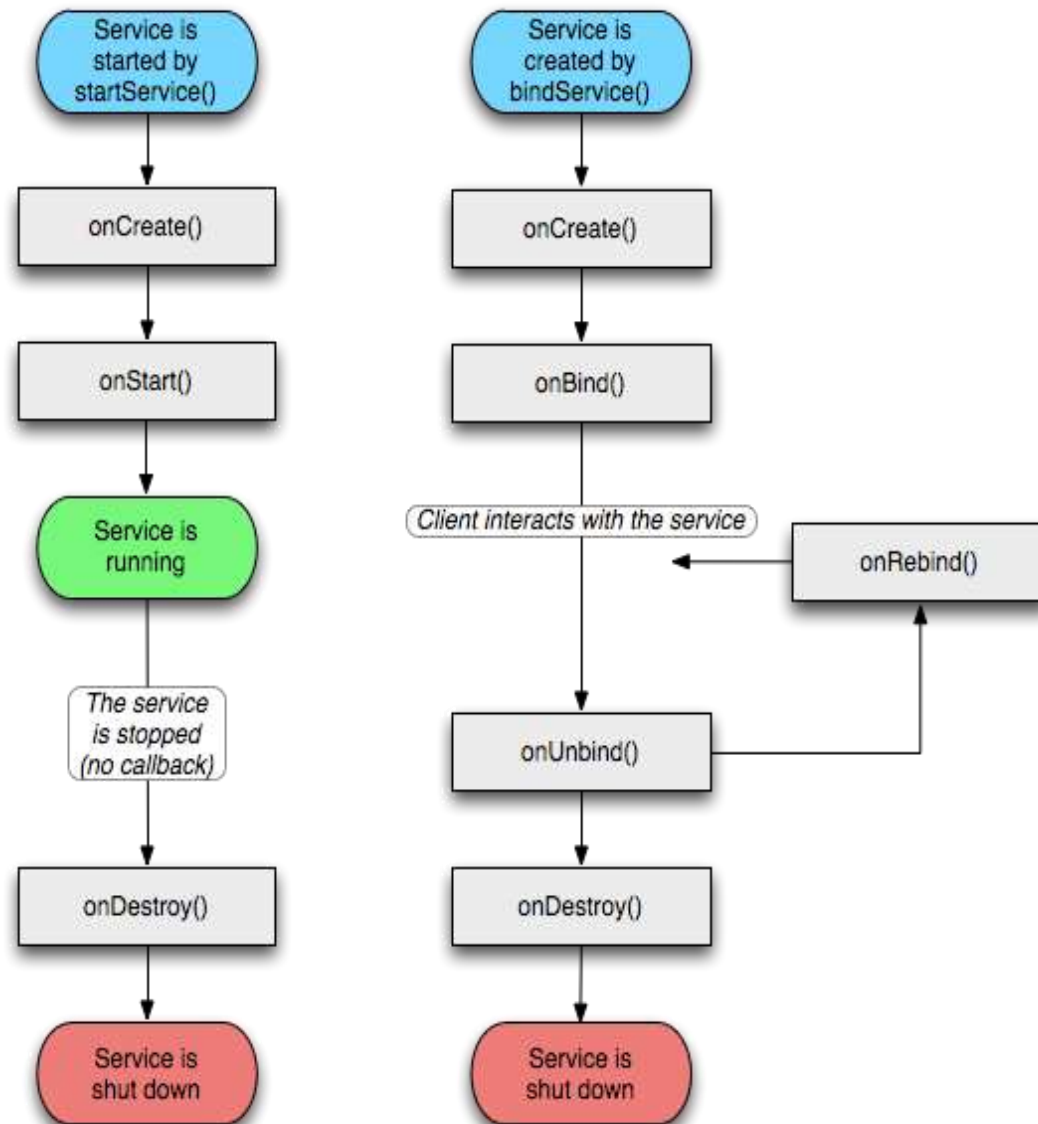 Service is
started by
startService()
onCreate()
onStart()
Service is
running
The service
is stopped
(no callback)
onDestroy()
Service is
shut down
Service is
created by
bindService()
onCreate()
onBind()
Client interacts with the service
onRebind()
onUnbind()
onDestroy()
Service is
shut down